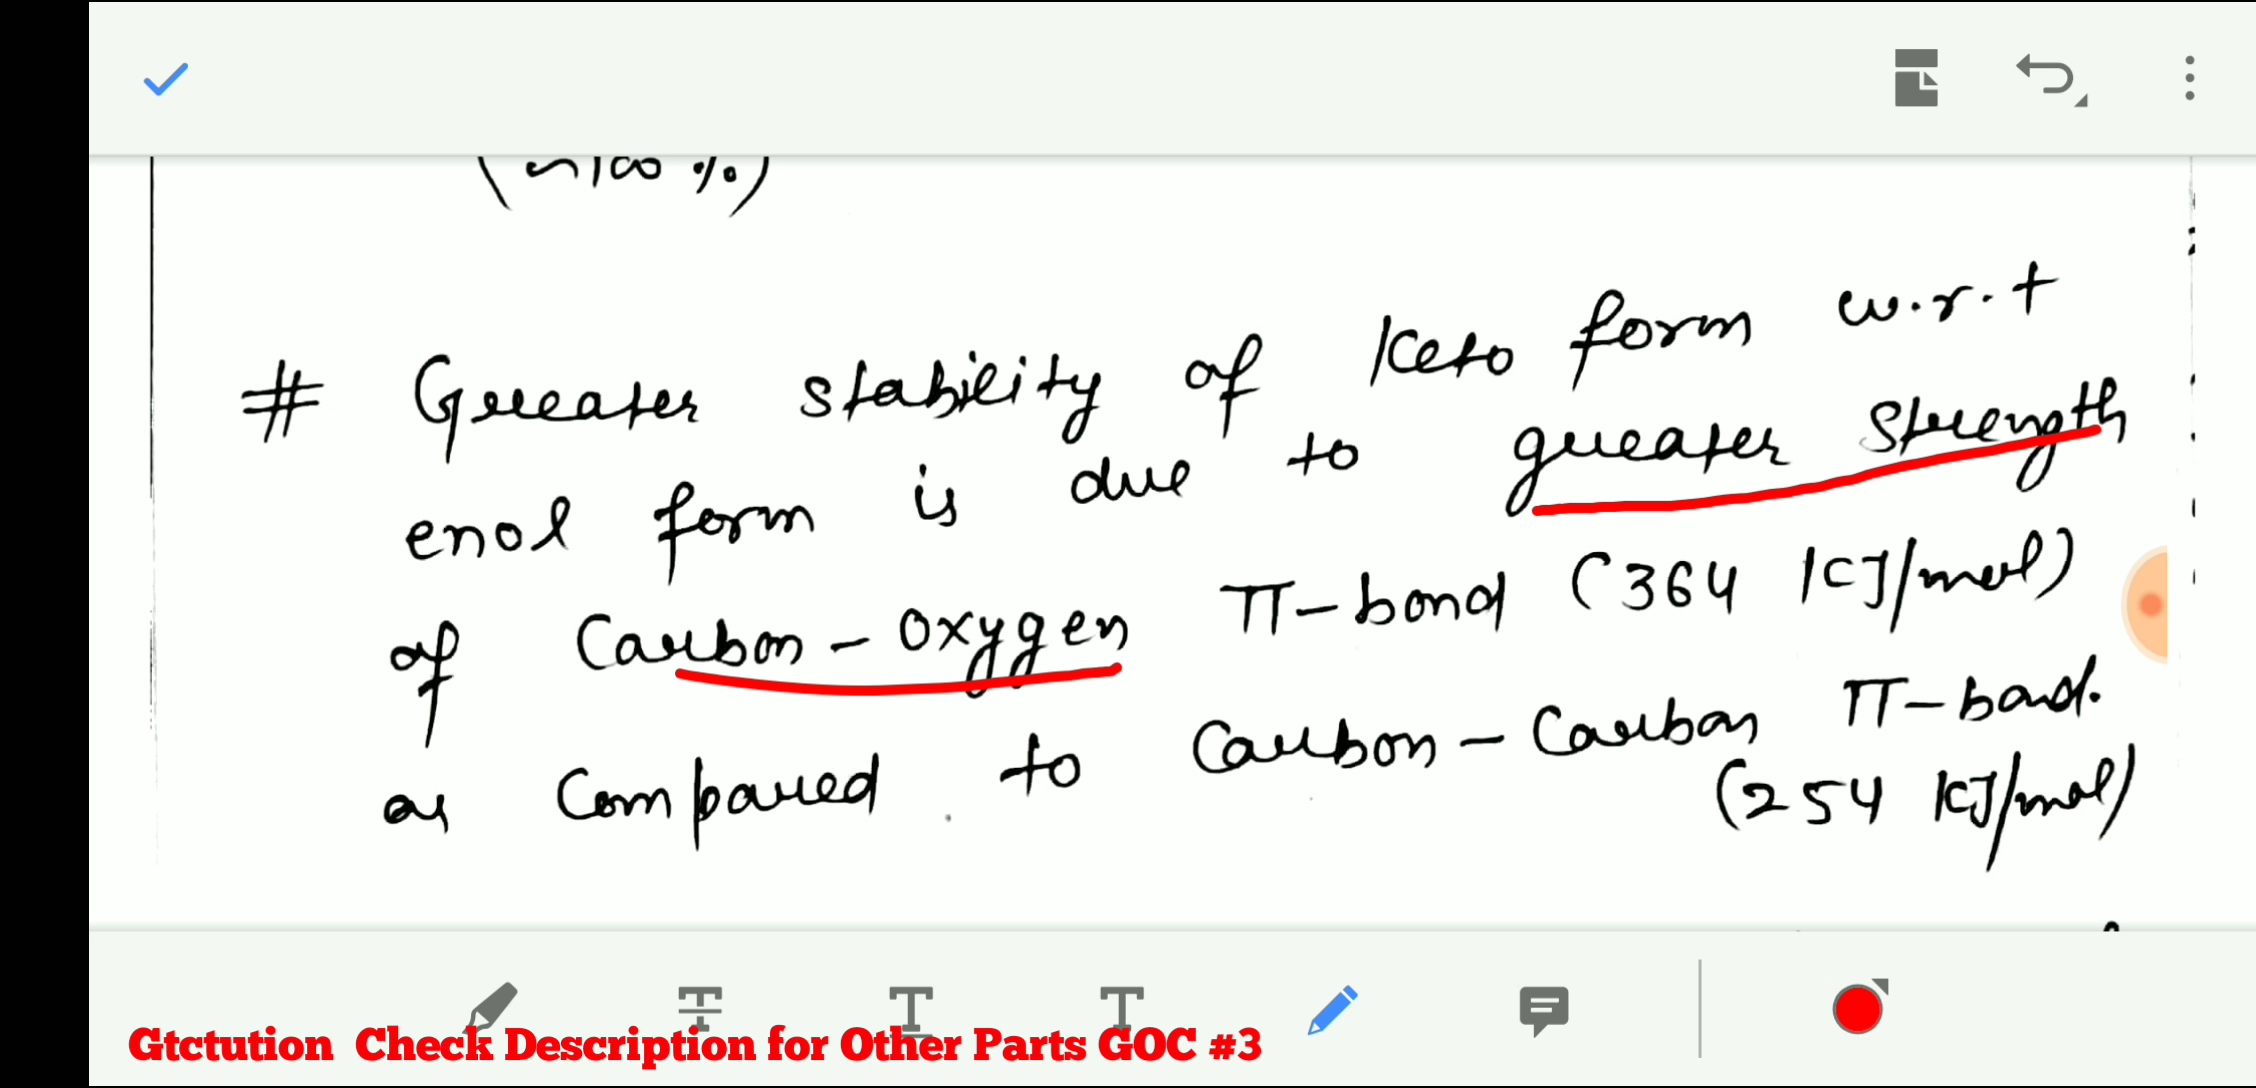 (~100 %)
# Greater stability of Keto form w.r.t
enol form is due to greater strength
of Carbon - Oxygen π-bond (364 KJ/mol)
as Compared to Carbon - Carbon π-bond.
(254 KJ/mol)
Gtctution Check Description for Other Parts GOC #3